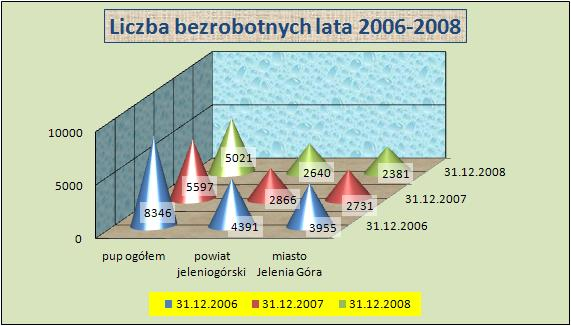 Liczba bezrobotnych lata 2006-2008
10000
5000
0
5021
2640
2381
5597
2866
2731
8346
4391
3955
31.12.2008
31.12.2007
31.12.2006
pup ogółem
powiat
jeleniogórski
miasto
Jelenia Góra
31.12.2006 31.12.2007 31.12.2008